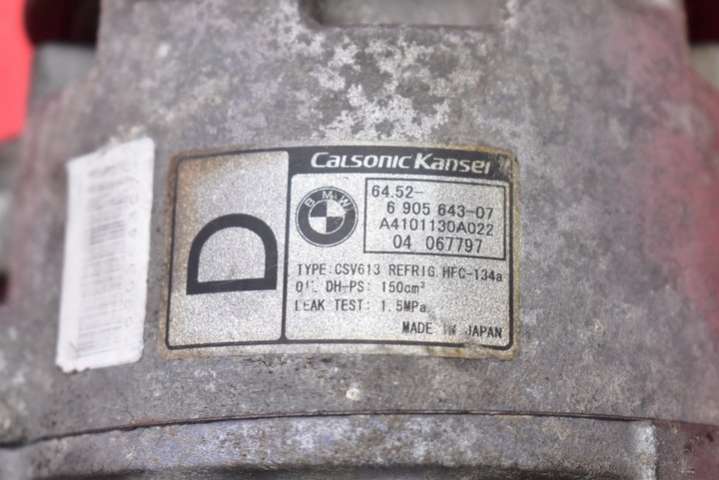 Calsonic Kansei
D
BMW
64.52-
6 905 643-07
A4101130A022
04 067797
TYPE: CSV613 REFRIG. HFC-134a
OIL DH-PS: 150cm³
LEAK TEST: 1.5MPa
MADE IN JAPAN